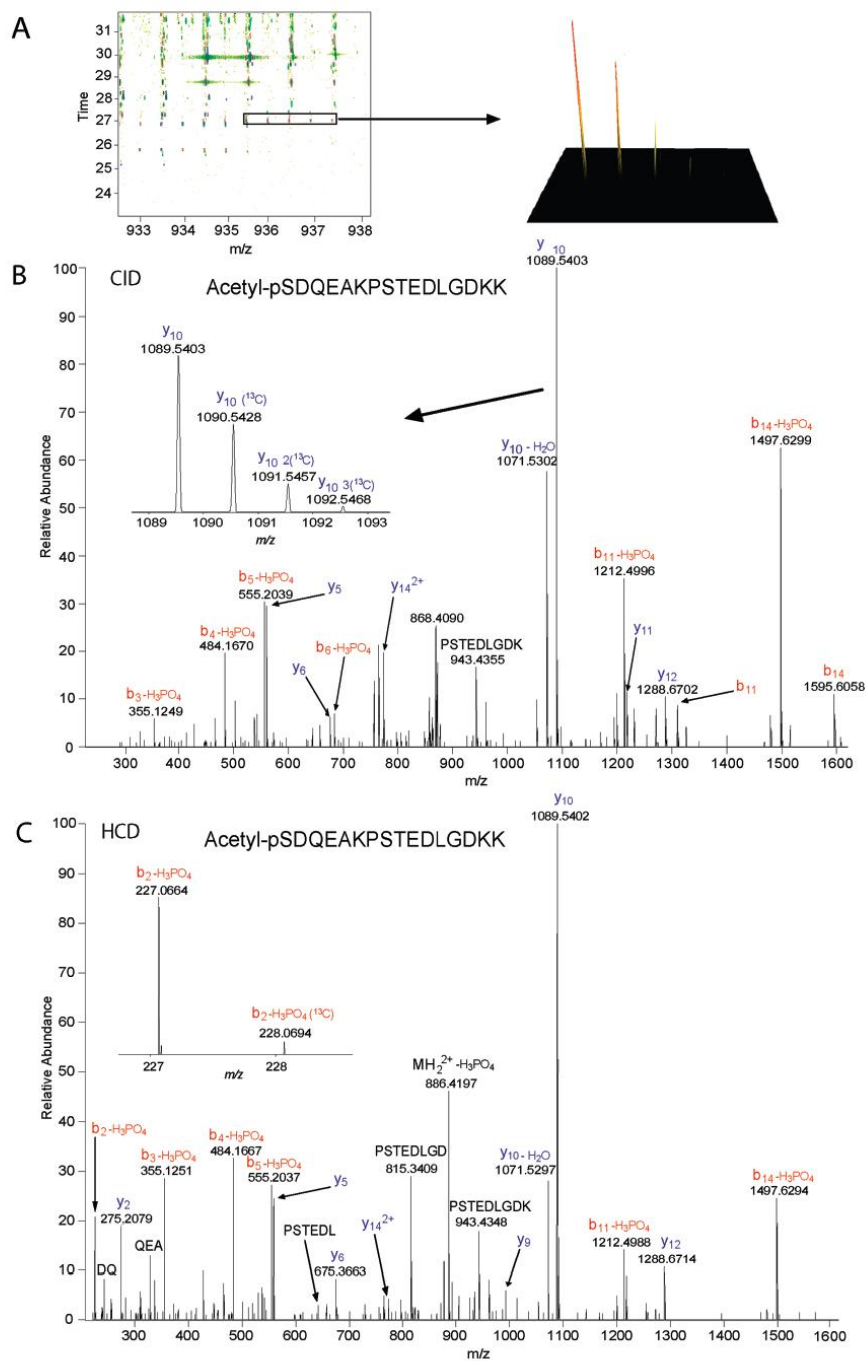 A
31
30
29
28
27
26
25
24
Time
933 934 935 936 937 938
m/z
B
CID
Acetyl-pSDQEAKPSTEDLGDKK
y 10
1089.5403
y10
1089.5403
y10 (13C)
1090.5428
y10 2(13C)
1091.5457
y10 3(13C)
1092.5468
1089 1090 1091 1092 1093
m/z
y10 - H2O
1071.5302
b14-H3PO4
1497.6299
b11-H3PO4
1212.4996
b5-H3PO4
555.2039
y5
y14 2+
868.4090
b4-H3PO4
484.1670
b6-H3PO4
y6
PSTEDLGDK
943.4355
y11
y12
1288.6702
b11
b14
1595.6058
b3-H3PO4
355.1249
100
90
80
70
60
50
40
30
20
10
0
Relative Abundance
300 400 500 600 700 800 900 1000 1100 1200 1300 1400 1500 1600
m/z
C
HCD
Acetyl-pSDQEAKPSTEDLGDKK
y10
1089.5402
b2-H3PO4
227.0664
b2-H3PO4 (13C)
228.0694
227 228
m/z
MH2 2+ -H3PO4
886.4197
b2-H3PO4
b3-H3PO4
355.1251
b4-H3PO4
484.1667
b5-H3PO4
555.2037
y5
y2
275.2079
QEA
DQ
PSTEDL
y6
675.3663
y14 2+
PSTEDLGD
815.3409
PSTEDLGDK
943.4348
y9
y10 - H2O
1071.5297
b11-H3PO4
1212.4988
y12
1288.6714
b14-H3PO4
1497.6294
100
90
80
70
60
50
40
30
20
10
0
Relative Abundance
300 400 500 600 700 800 900 1000 1100 1200 1300 1400 1500 1600
m/z